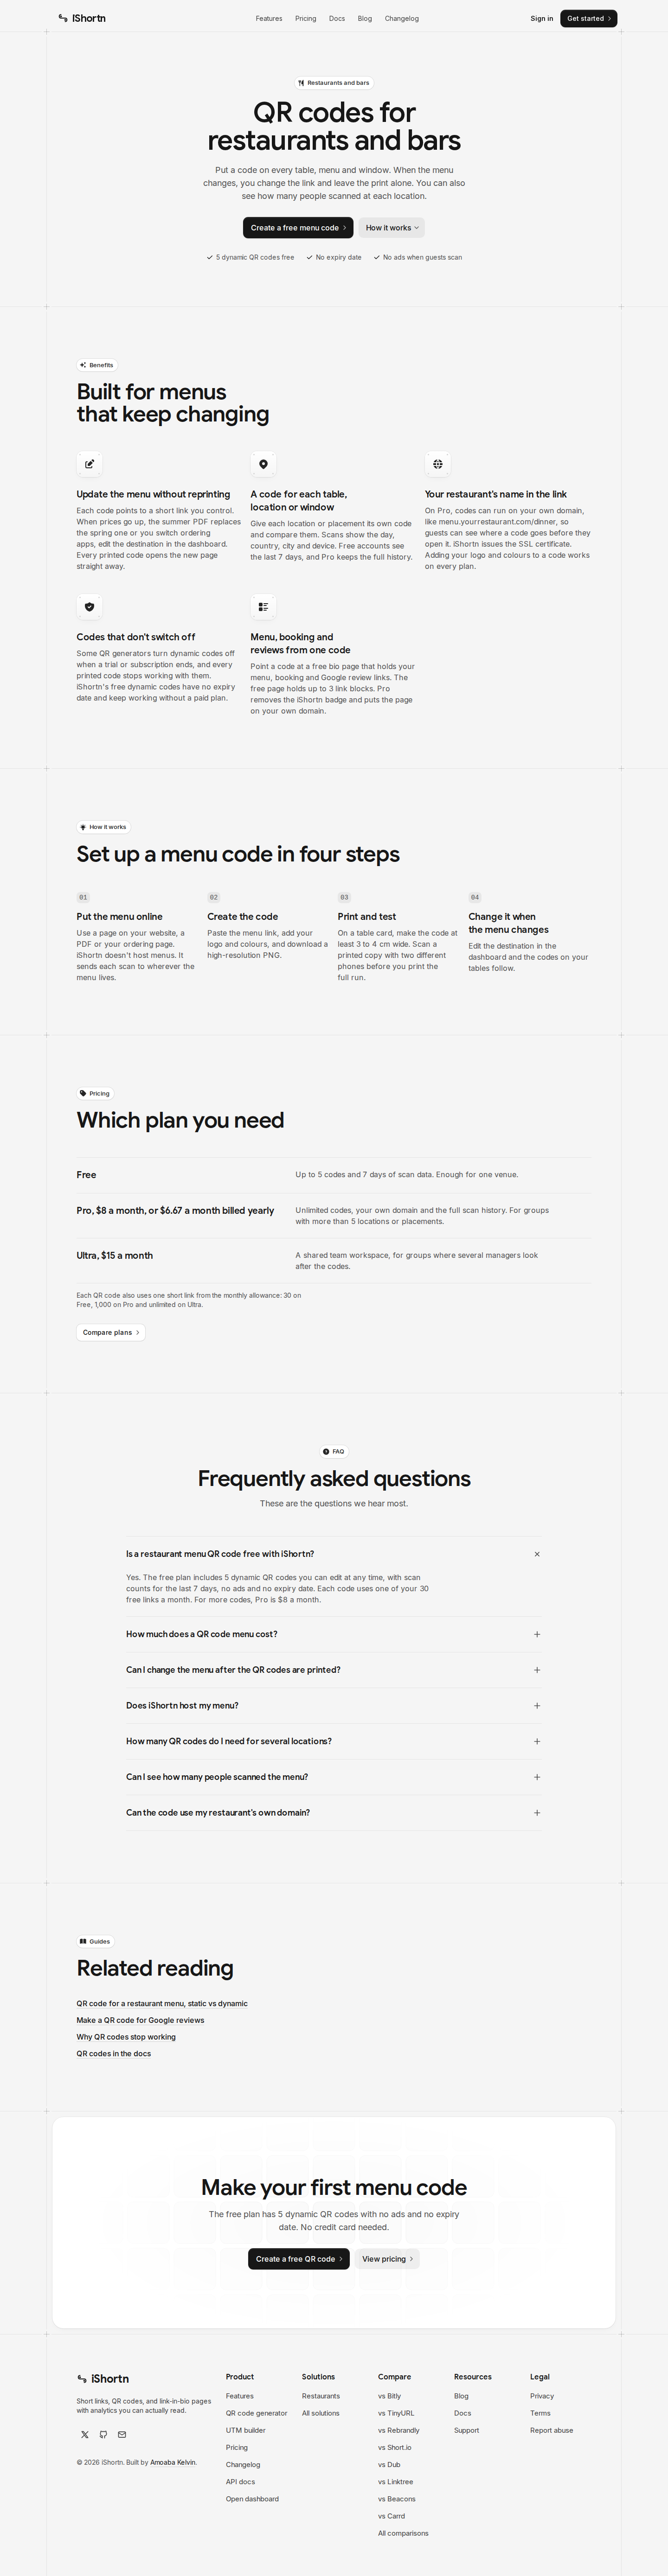 iShortn
Features
Pricing
Docs
Blog
Changelog
Sign in
Get started
Restaurants and bars
QR codes for
restaurants and bars
Put a code on every table, menu and window. When the menu
changes, you change the link and leave the print alone. You can also
see how many people scanned at each location.
Create a free menu code
How it works
5 dynamic QR codes free
No expiry date
No ads when guests scan
Benefits
Built for menus
that keep changing
Update the menu without reprinting
Each code points to a short link you control.
When prices go up, the summer PDF replaces
the spring one or you switch ordering
apps, edit the destination in the dashboard.
Every printed code opens the new page
straight away.
A code for each table,
location or window
Give each location or placement its own code
and compare them. Scans show the day,
country, city and device. Free accounts see
the last 7 days, and Pro keeps the full history.
Your restaurant's name in the link
On Pro, codes can run on your own domain,
like menu.yourrestaurant.com/dinner, so
guests can see where a code goes before they
open it. iShortn issues the SSL certificate.
Adding your logo and colours to a code works
on every plan.
Codes that don't switch off
Some QR generators turn dynamic codes off
when a trial or subscription ends, and every
printed code stops working with them.
iShortn's free dynamic codes have no expiry
date and keep working without a paid plan.
Menu, booking and
reviews from one code
Point a code at a free bio page that holds your
menu, booking and Google review links. The
free page holds up to 3 link blocks. Pro
removes the iShortn badge and puts the page
on your own domain.
How it works
Set up a menu code in four steps
01
Put the menu online
Use a page on your website, a
PDF or your ordering page.
iShortn doesn't host menus. It
sends each scan to wherever the
menu lives.
02
Create the code
Paste the menu link, add your
logo and colours, and download a
high-resolution PNG.
03
Print and test
On a table card, make the code at
least 3 to 4 cm wide. Scan a
printed copy with two different
phones before you print the
full run.
04
Change it when
the menu changes
Edit the destination in the
dashboard and the codes on your
tables follow.
Pricing
Which plan you need
Free
Up to 5 codes and 7 days of scan data. Enough for one venue.
Pro, $8 a month, or $6.67 a month billed yearly
Unlimited codes, your own domain and the full scan history. For groups
with more than 5 locations or placements.
Ultra, $15 a month
A shared team workspace, for groups where several managers look
after the codes.
Each QR code also uses one short link from the monthly allowance: 30 on
Free, 1,000 on Pro and unlimited on Ultra.
Compare plans
FAQ
Frequently asked questions
These are the questions we hear most.
Is a restaurant menu QR code free with iShortn?
Yes. The free plan includes 5 dynamic QR codes you can edit at any time, with scan
counts for the last 7 days, no ads and no expiry date. Each code uses one of your 30
free links a month. For more codes, Pro is $8 a month.
How much does a QR code menu cost?
Can I change the menu after the QR codes are printed?
Does iShortn host my menu?
How many QR codes do I need for several locations?
Can I see how many people scanned the menu?
Can the code use my restaurant's own domain?
Guides
Related reading
QR code for a restaurant menu, static vs dynamic
Make a QR code for Google reviews
Why QR codes stop working
QR codes in the docs
Make your first menu code
The free plan has 5 dynamic QR codes with no ads and no expiry
date. No credit card needed.
Create a free QR code
View pricing
iShortn
Short links, QR codes, and link-in-bio pages
with analytics you can actually read.
© 2026 iShortn. Built by Amoaba Kelvin.
Product
Features
QR code generator
UTM builder
Pricing
Changelog
API docs
Open dashboard
Solutions
Restaurants
All solutions
Compare
vs Bitly
vs TinyURL
vs Rebrandly
vs Short.io
vs Dub
vs Linktree
vs Beacons
vs Carrd
All comparisons
Resources
Blog
Docs
Support
Legal
Privacy
Terms
Report abuse